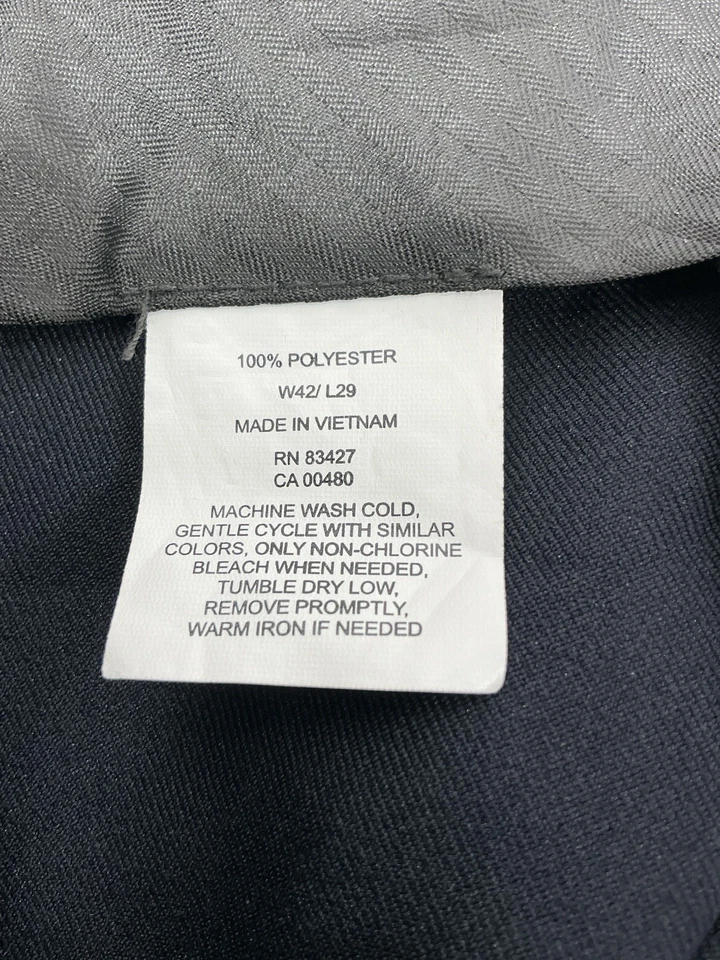 100% POLYESTER
W42/ L29
MADE IN VIETNAM
RN 83427
CA 00480
MACHINE WASH COLD,
GENTLE CYCLE WITH SIMILAR
COLORS, ONLY NON-CHLORINE
BLEACH WHEN NEEDED,
TUMBLE DRY LOW,
REMOVE PROMPTLY,
WARM IRON IF NEEDED